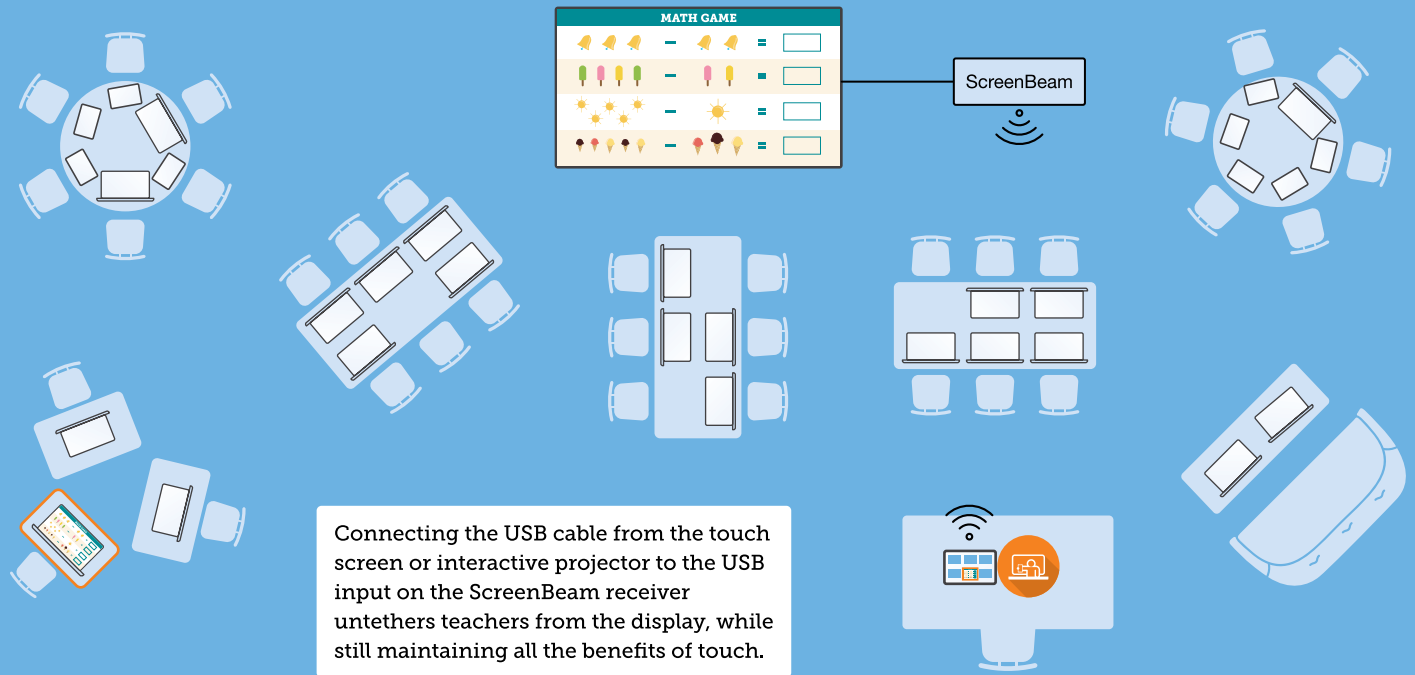 MATH GAME
ScreenBeam
Connecting the USB cable from the touch
screen or interactive projector to the USB
input on the ScreenBeam receiver
untethers teachers from the display, while
still maintaining all the benefits of touch.